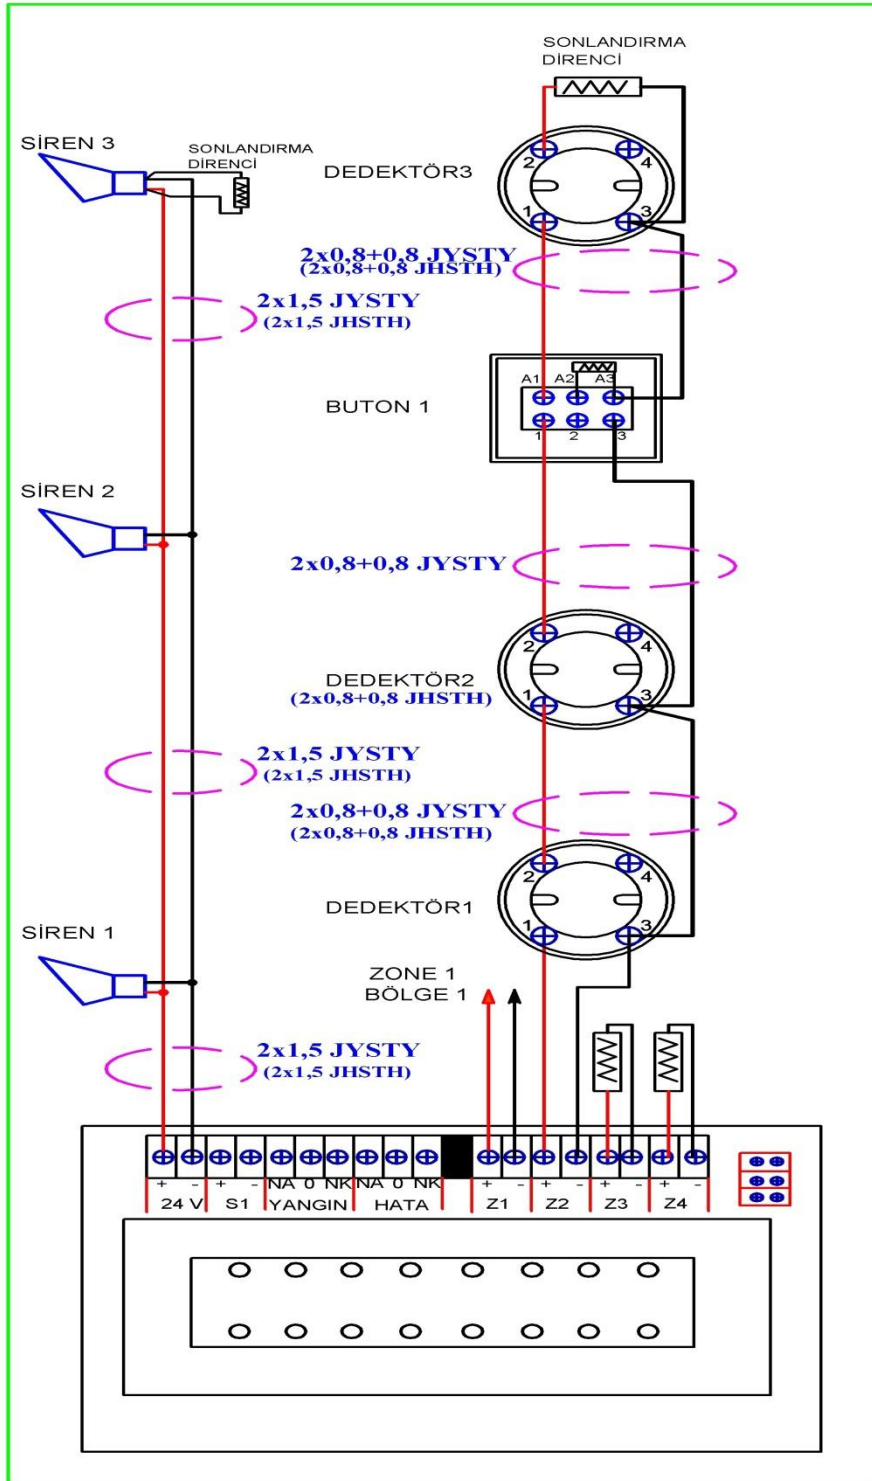 SONLANDIRMA
DİRENCİ
SİREN 3
SONLANDIRMA
DİRENCİ
DEDEKTÖR3
2
4
1
3
2x0,8+0,8 JYSTY
(2x0,8+0,8 JHSTH)
2x1,5 JYSTY
(2x1,5 JHSTH)
A1 A2 A3
BUTON 1
1 2 3
SİREN 2
2x0,8+0,8 JYSTY
2
4
DEDEKTÖR2
(2x0,8+0,8 JHSTH)
1
3
2x1,5 JYSTY
(2x1,5 JHSTH)
2x0,8+0,8 JYSTY
(2x0,8+0,8 JHSTH)
2
4
DEDEKTÖR1
1
3
SİREN 1
ZONE 1
BÖLGE 1
2x1,5 JYSTY
(2x1,5 JHSTH)
+ - + - NA 0 NK NA 0 NK + - + - + - + -
24 V S1 YANGIN HATA Z1 Z2 Z3 Z4